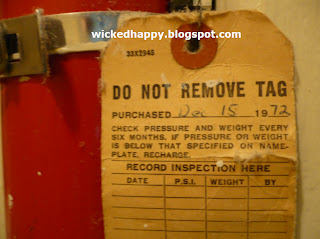 wickedhappy.blogspot.com
33X2945
DO NOT REMOVE TAG
PURCHASED Dec 15 1972
CHECK PRESSURE AND WEIGHT EVERY
SIX MONTHS. IF PRESSURE OR WEIGHT
IS BELOW THAT SPECIFIED ON NAME-
PLATE, RECHARGE.
RECORD INSPECTION HERE
DATE P.S.I. WEIGHT BY